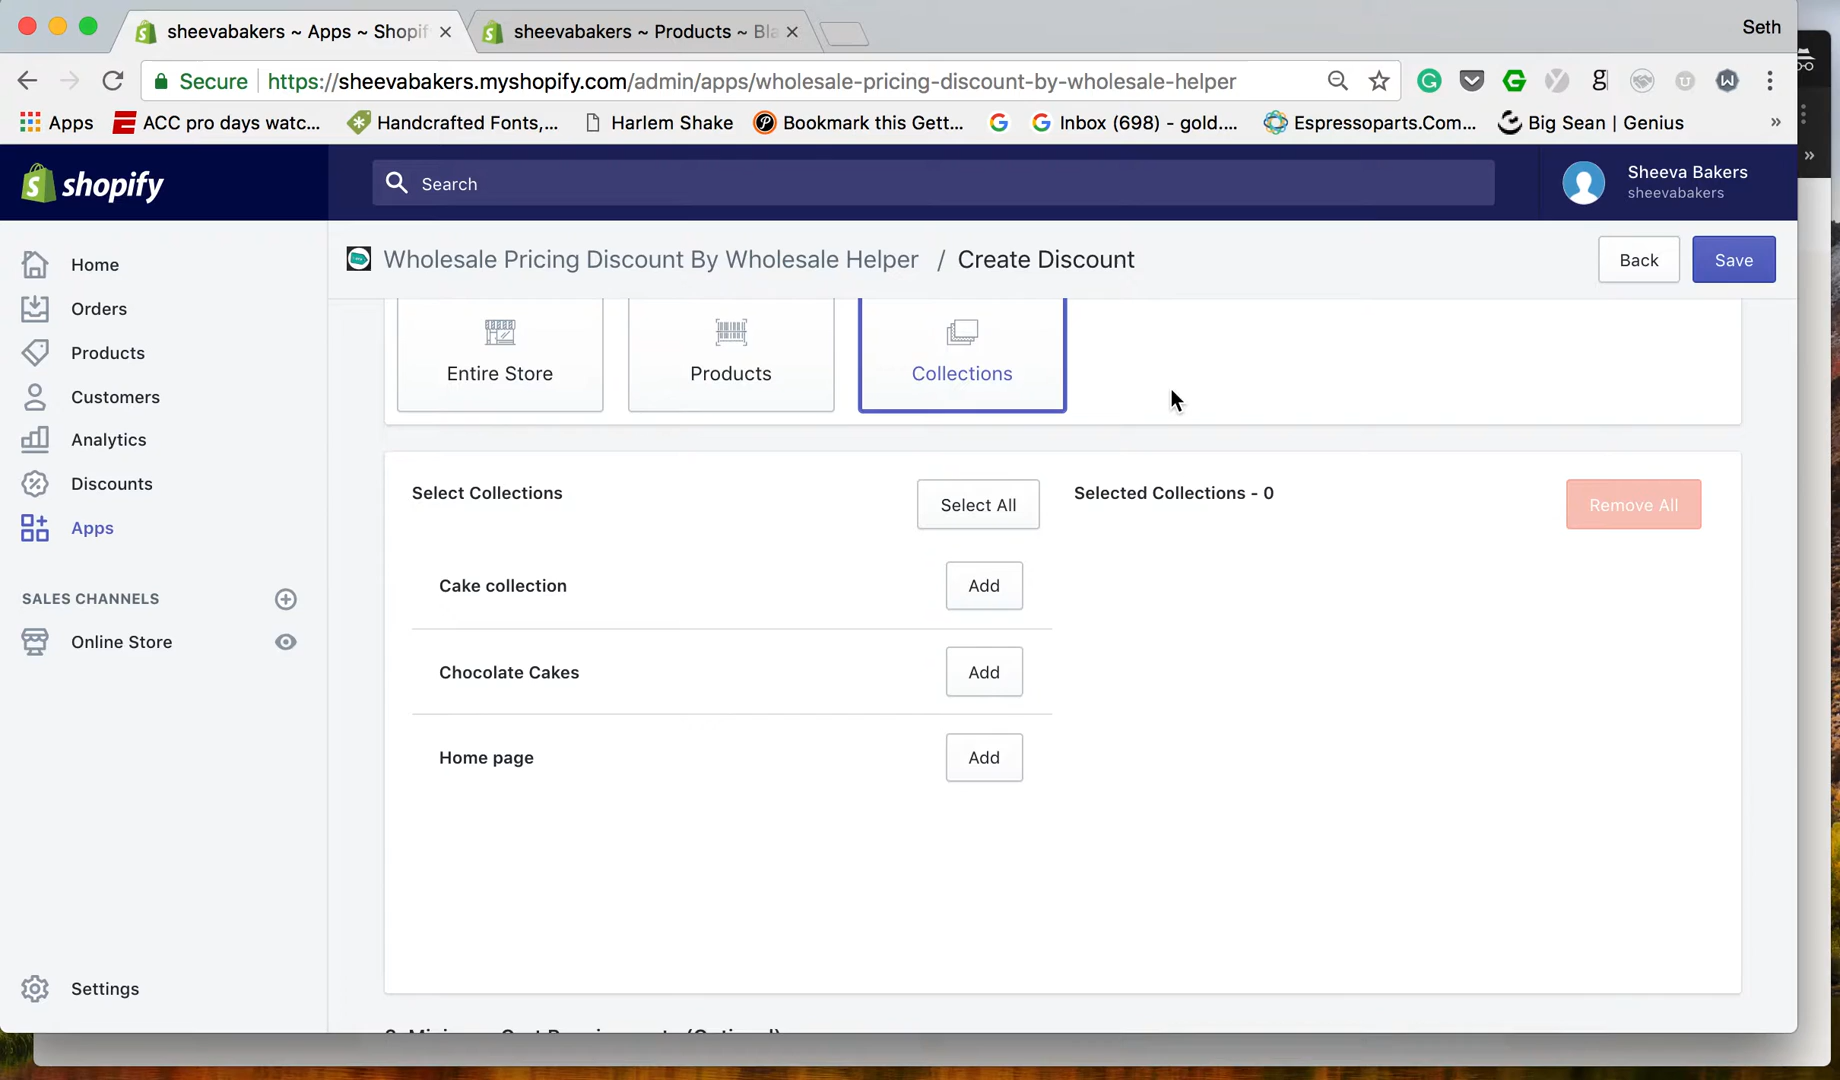 sheevabakers ~ Apps ~ Shopif
sheevabakers ~ Products ~ Bla
Seth
Secure https://sheevabakers.myshopify.com/admin/apps/wholesale-pricing-discount-by-wholesale-helper
Apps ACC pro days watc... Handcrafted Fonts,... Harlem Shake Bookmark this Gett... Inbox (698) - gold.... Espressoparts.Com... Big Sean | Genius »
shopify
Search
Sheeva Bakers
sheevabakers
Wholesale Pricing Discount By Wholesale Helper / Create Discount
Back
Save
Home
Orders
Products
Customers
Analytics
Discounts
Apps
SALES CHANNELS
Online Store
Settings
Entire Store
Products
Collections
Select Collections
Select All
Selected Collections - 0
Remove All
Cake collection
Add
Chocolate Cakes
Add
Home page
Add